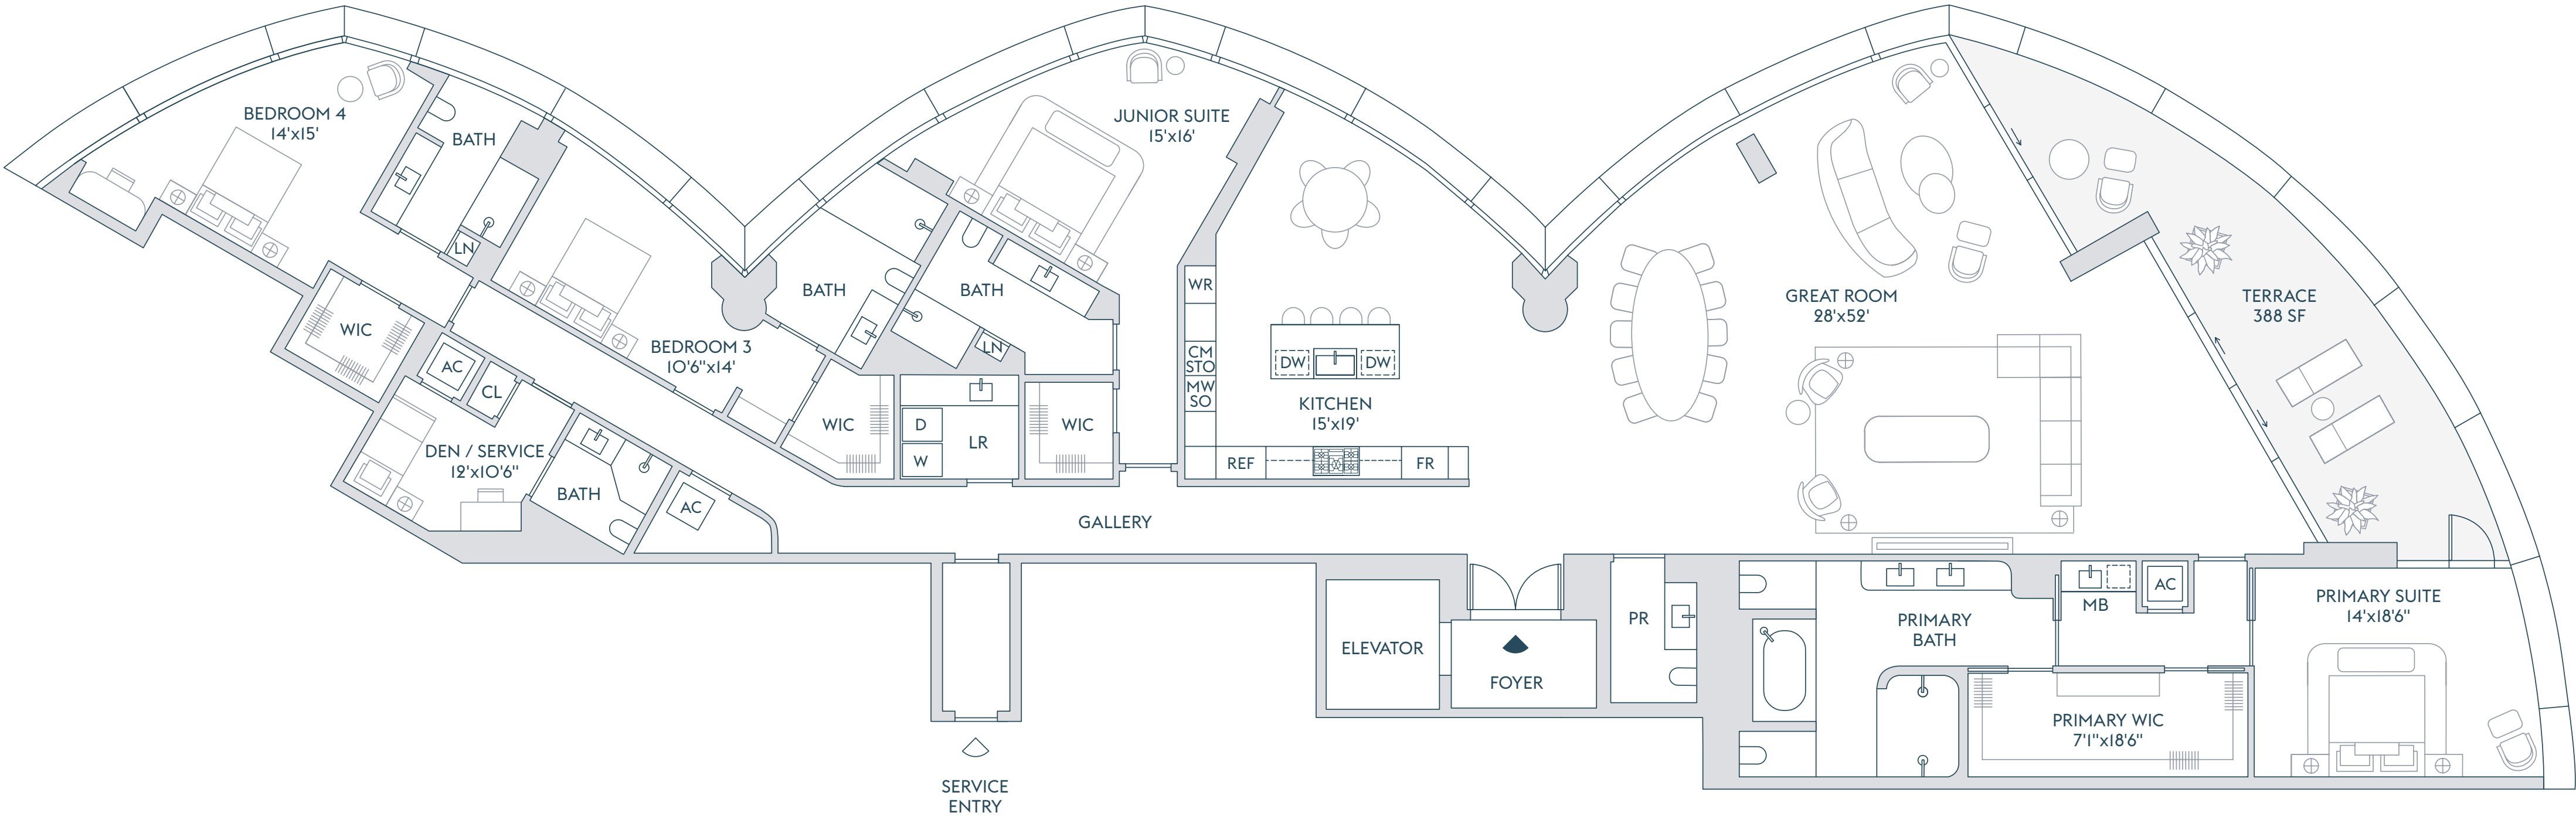 BEDROOM 4
14'x15'
BATH
LN
WIC
AC
CL
DEN / SERVICE
12'x10'6"
BATH
AC
BEDROOM 3
10'6"x14'
BATH
WIC
JUNIOR SUITE
15'x16'
BATH
LN
D
W
LR
WIC
WR
CM
STO
MW
SO
DW
DW
KITCHEN
15'x19'
REF
W
FR
GALLERY
SERVICE
ENTRY
GREAT ROOM
28'x52'
TERRACE
388 SF
ELEVATOR
FOYER
PR
PRIMARY
BATH
MB
AC
PRIMARY WIC
7'1"x18'6"
PRIMARY SUITE
14'x18'6"